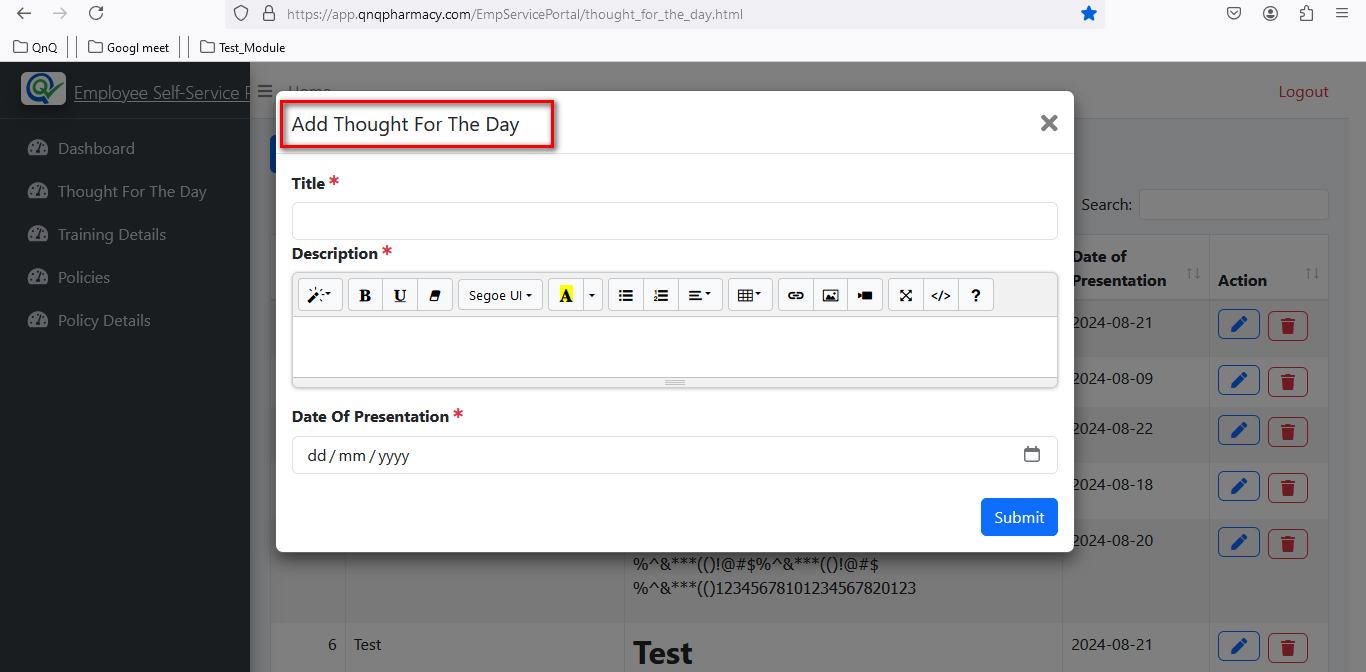 https://app.qnqpharmacy.com/EmpServicePortal/thought_for_the_day.html
QnQ
Googl meet
Test_Module
Employee Self-Service
Home
Logout
Dashboard
Thought For The Day
Training Details
Policies
Policy Details
Add Thought For The Day
Title *
Description *
B U Segoe UI A </> ?
Date Of Presentation *
dd / mm / yyyy
Submit
Search:
Date of
Presentation
Action
2024-08-21
2024-08-09
2024-08-22
2024-08-18
2024-08-20
%^&***(()!@#$%^&***(()!@#$
%^&***(()12345678101234567820123
6 Test Test 2024-08-21